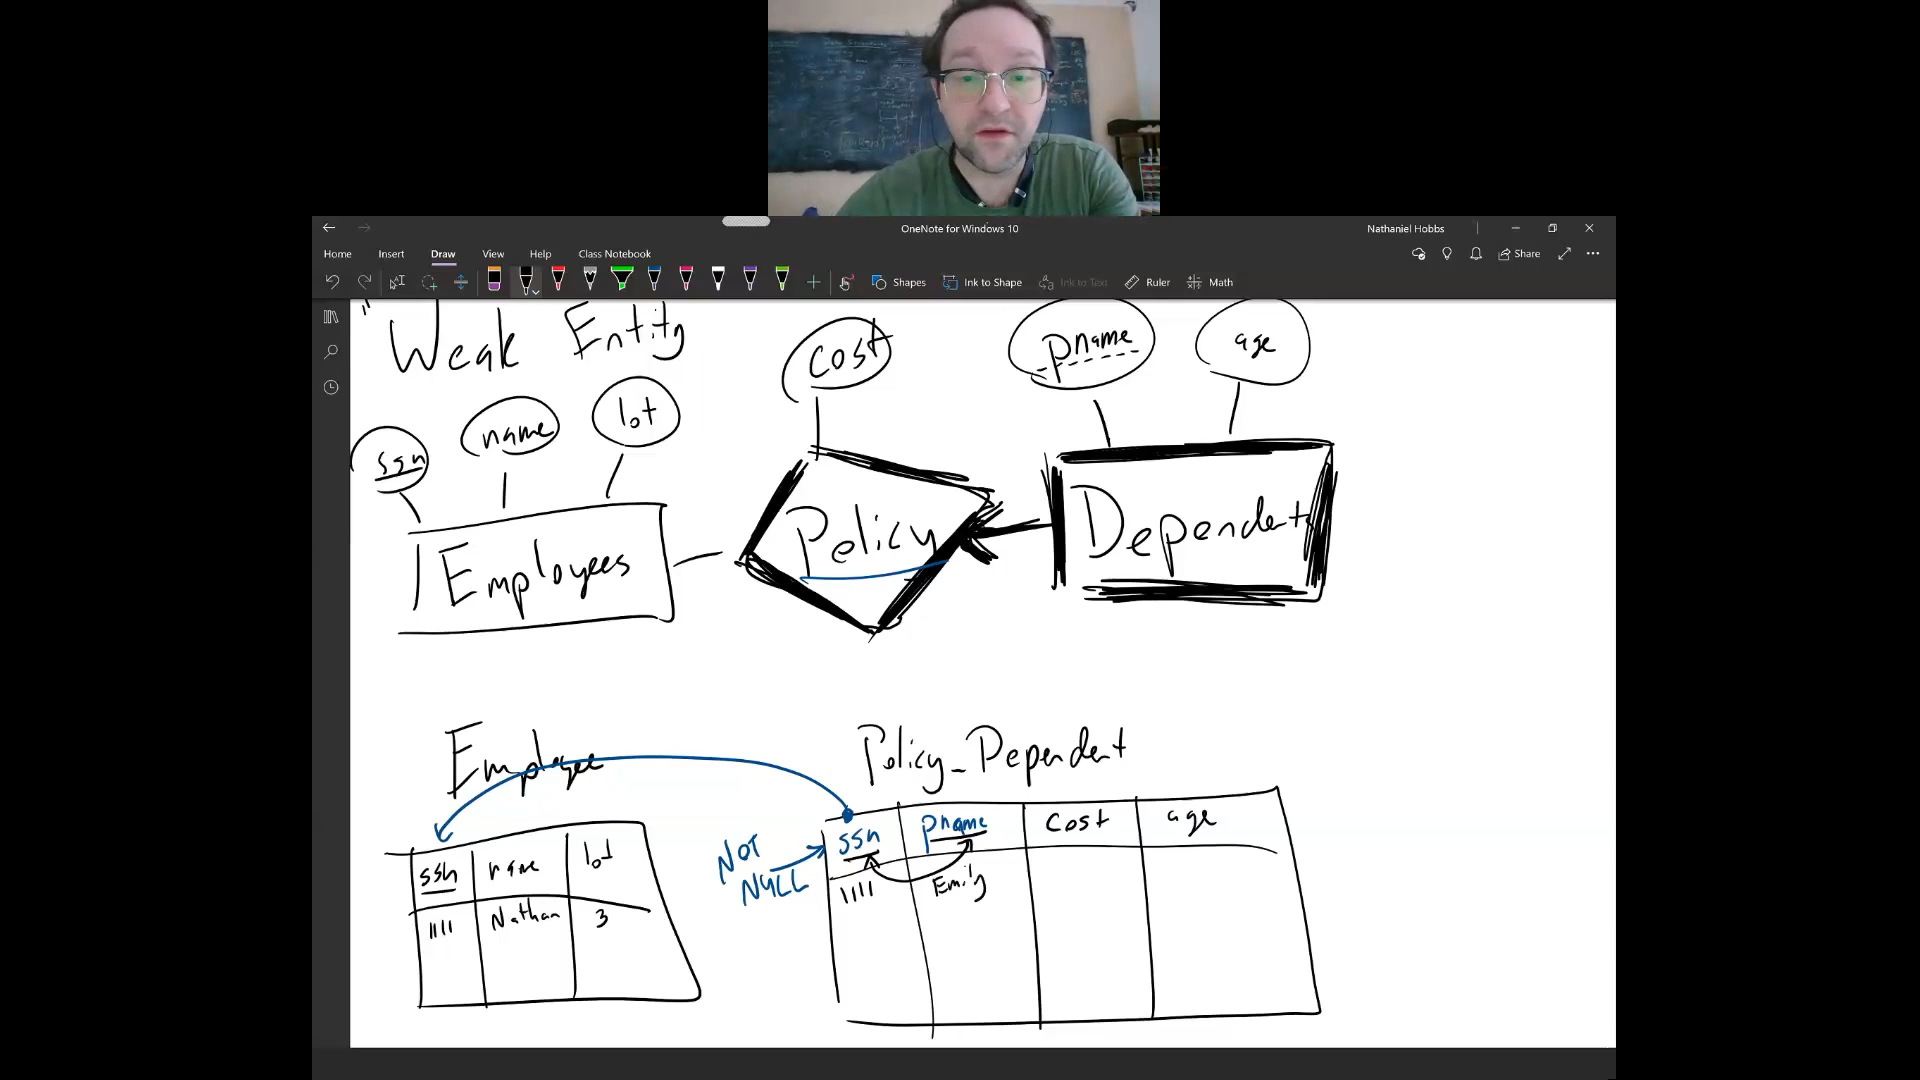 OneNote for Windows 10
Nathaniel Hobbs
Home Insert Draw View Help Class Notebook
Share
Shapes Ink to Shape Ink to Text Ruler Math
"Weak Entity
cost
pname
age
ssn
name
lot
Employees
Policy
Dependents
Employee
Policy_Dependent
ssn pname cost age
NOT
NULL
1111 Emily
ssn name lot
1111 Nathan 3